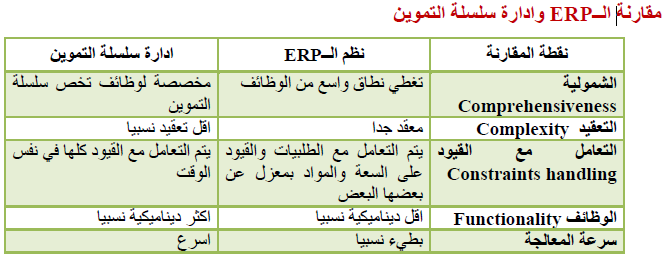 مقارنة الــERP وادارة سلسلة التموين
نقطة المقارنة نظم الــERP ادارة سلسلة التموين
الشمولية تغطي نطاق واسع من الوظائف مخصصة لوظائف تخص سلسلة
Comprehensiveness التموين
التعقيد Complexity معقد جدا اقل تعقيد نسبيا
التعامل مع القيود يتم التعامل مع الطلبيات والقيود يتم التعامل مع القيود كلها في نفس
Constraints handling على السعة والمواد بمعزل عن الوقت
بعضها البعض
الوظائف Functionality اقل ديناميكية نسبيا اكثر ديناميكية نسبيا
سرعة المعالجة بطيء نسبيا اسرع